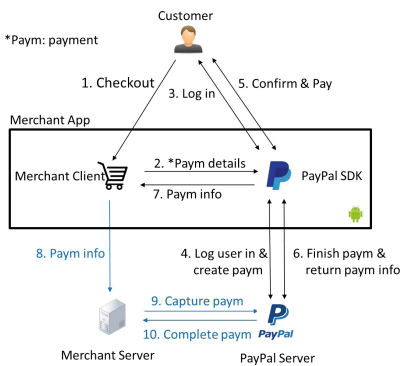 Customer
*Paym: payment
1. Checkout
3. Log in
5. Confirm & Pay
Merchant App
Merchant Client
2. *Paym details
7. Paym info
PayPal SDK
8. Paym info
4. Log user in &
create paym
6. Finish paym &
return paym info
9. Capture paym
10. Complete paym
PayPal
Merchant Server
PayPal Server